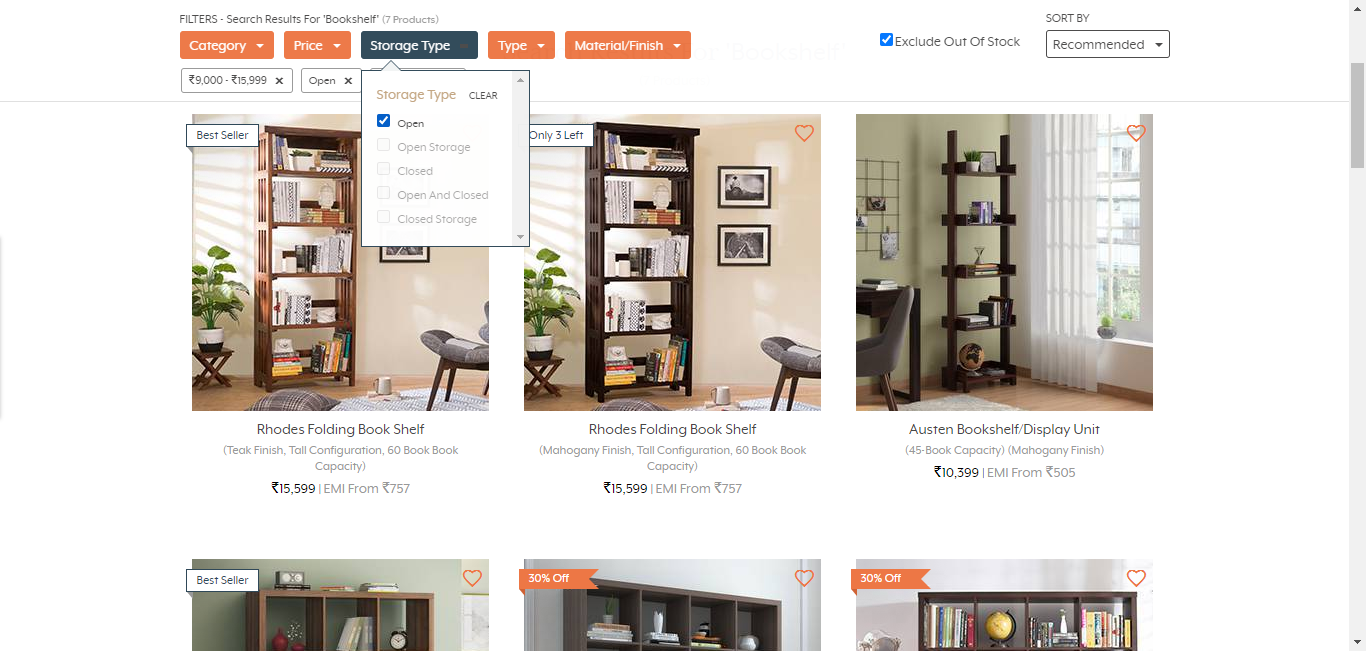 FILTERS - Search Results For 'Bookshelf' (7 Products)
SORT BY
Category
Price
Storage Type
Type
Material/Finish
Exclude Out Of Stock
Recommended
₹9,000 - ₹15,999 ×
Open ×
Storage Type CLEAR
Open
Open Storage
Closed
Open And Closed
Closed Storage
Best Seller
Only 3 Left
Rhodes Folding Book Shelf
(Teak Finish, Tall Configuration, 60 Book Book
Capacity)
₹15,599 | EMI From ₹757
Rhodes Folding Book Shelf
(Mahogany Finish, Tall Configuration, 60 Book Book
Capacity)
₹15,599 | EMI From ₹757
Austen Bookshelf/Display Unit
(45-Book Capacity) (Mahogany Finish)
₹10,399 | EMI From ₹505
Best Seller
30% Off
30% Off